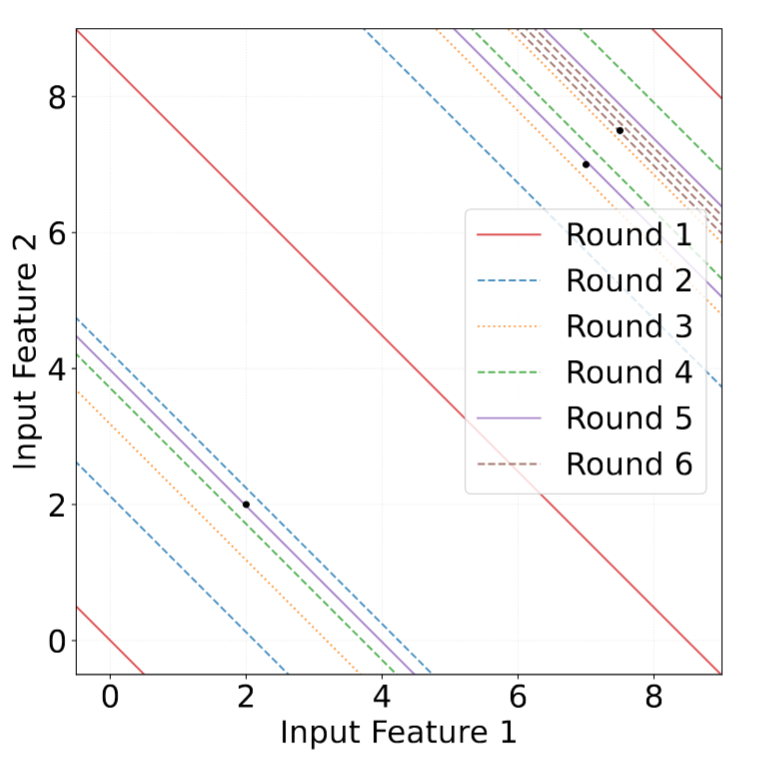 8
6
4
2
0
Input Feature 2
Round 1
Round 2
Round 3
Round 4
Round 5
Round 6
0 2 4 6 8
Input Feature 1